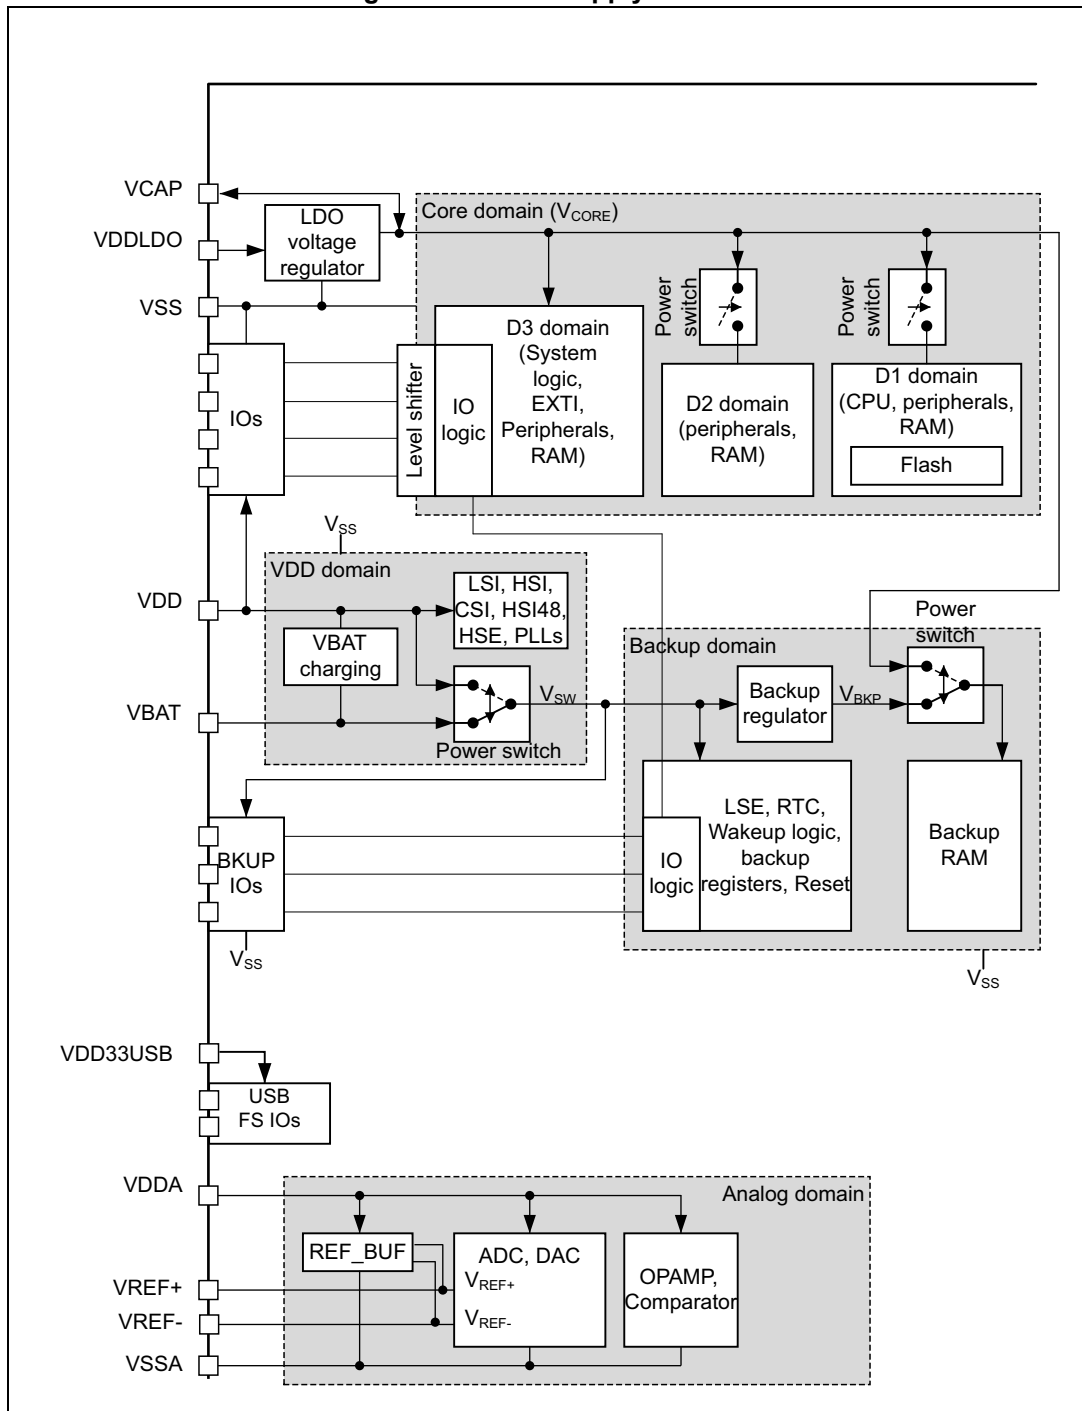 VCAP
VDDLDO
VSS
VDD
VBAT
VDD33USB
VDDA
VREF+
VREF-
VSSA
LDO
voltage
regulator
Core domain (VCORE)
D3 domain
(System
logic,
EXTI,
Peripherals,
RAM)
Level shifter
IO
logic
IOs
Power
switch
D2 domain
(peripherals,
RAM)
Power
switch
D1 domain
(CPU, peripherals,
RAM)
Flash
VSS
VDD domain
LSI, HSI,
CSI, HSI48,
HSE, PLLs
VBAT
charging
VSW
Power switch
Backup domain
Power
switch
Backup
regulator
VBKP
LSE, RTC,
Wakeup logic,
backup
registers, Reset
IO
logic
Backup
RAM
VSS
BKUP
IOs
VSS
USB
FS IOs
Analog domain
REF_BUF
ADC, DAC
VREF+
VREF-
OPAMP,
Comparator